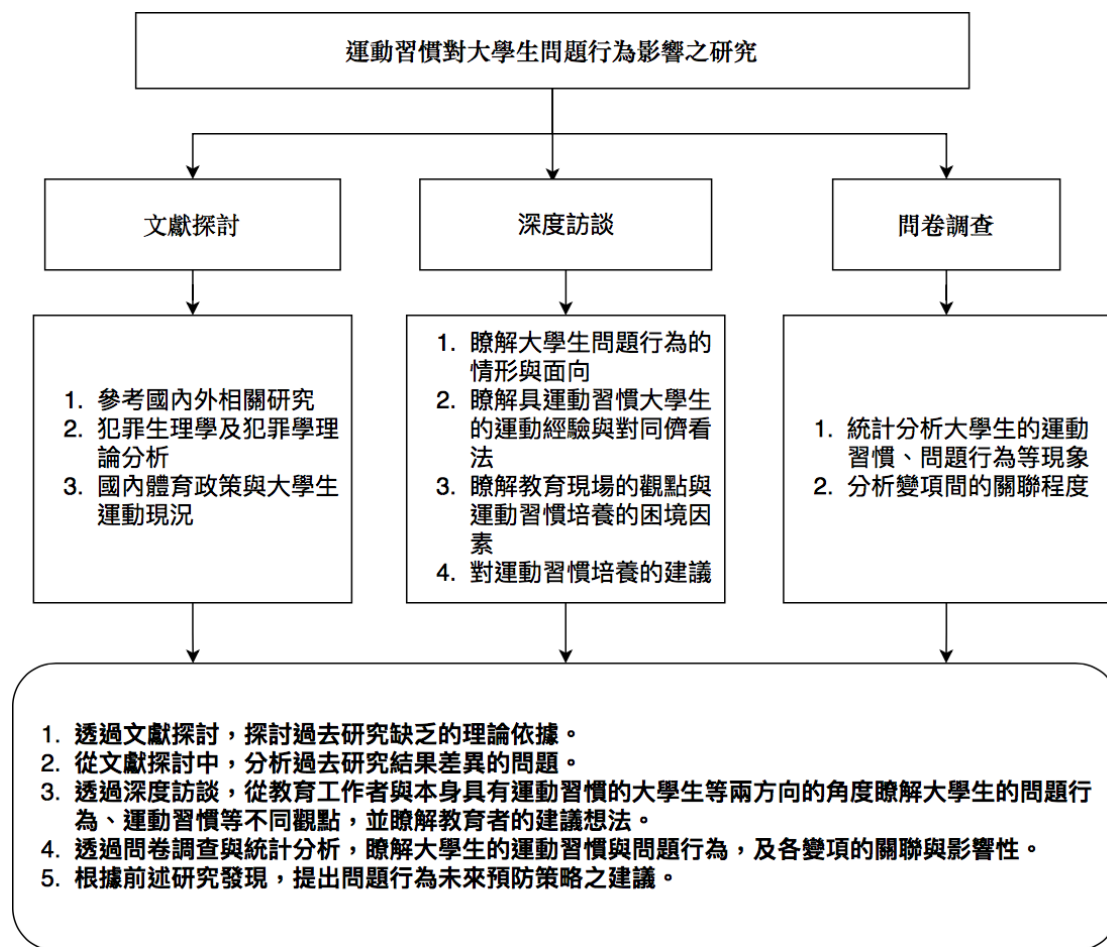 運動習慣對大學生問題行為影響之研究
文獻探討
深度訪談
問卷調查
1. 參考國內外相關研究
2. 犯罪生理學及犯罪學理
論分析
3. 國內體育政策與大學生
運動現況
1. 瞭解大學生問題行為的
情形與面向
2. 瞭解具運動習慣大學生
的運動經驗與對同儕看
法
3. 瞭解教育現場的觀點與
運動習慣培養的困境因
素
4. 對運動習慣培養的建議
1. 統計分析大學生的運動
習慣、問題行為等現象
2. 分析變項間的關聯程度
1. 透過文獻探討，探討過去研究缺乏的理論依據。
2. 從文獻探討中，分析過去研究結果差異的問題。
3. 透過深度訪談，從教育工作者與本身具有運動習慣的大學生等兩方向的角度瞭解大學生的問題行
為、運動習慣等不同觀點，並瞭解教育者的建議想法。
4. 透過問卷調查與統計分析，瞭解大學生的運動習慣與問題行為，及各變項的關聯與影響性。
5. 根據前述研究發現，提出問題行為未來預防策略之建議。